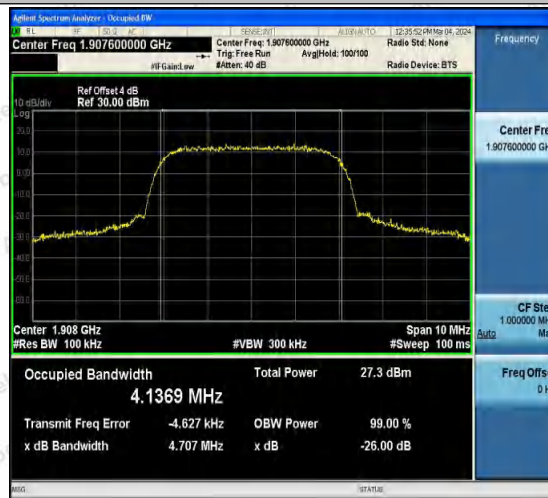 Agilent Spectrum Analyzer - Occupied BW
RL RF 50 Ω AC SENSE:INT ALIGN AUTO 12:35:52 PM Mar 04, 2024
Center Freq 1.907600000 GHz
Center Freq: 1.907600000 GHz
Radio Std: None
Trig: Free Run Avg|Hold: 100/100
#IFGain:Low #Atten: 40 dB Radio Device: BTS
Frequency
Ref Offset 4 dB
10 dB/div Ref 30.00 dBm
Log
20.0
10.0
0.00
-10.0
-20.0
-30.0
-40.0
-50.0
-60.0
Center Fre
1.907600000 GH
Center 1.908 GHz Span 10 MHz
#Res BW 100 kHz #VBW 300 kHz #Sweep 100 ms
CF Ste
1.000000 MH
Auto Ma
Occupied Bandwidth Total Power 27.3 dBm
4.1369 MHz
Transmit Freq Error -4.627 kHz OBW Power 99.00 %
x dB Bandwidth 4.707 MHz x dB -26.00 dB
Freq Offs
0 H
MSG STATUS